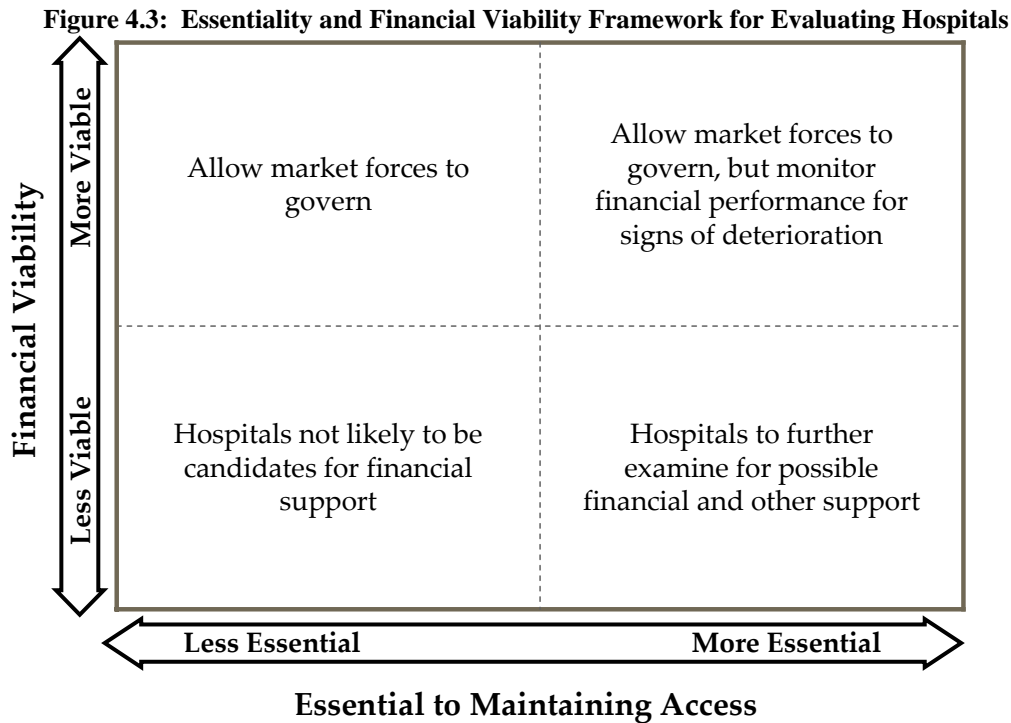 Figure 4.3: Essentiality and Financial Viability Framework for Evaluating Hospitals
Financial Viability
More Viable
Less Viable
Allow market forces to
govern
Allow market forces to
govern, but monitor
financial performance for
signs of deterioration
Hospitals not likely to be
candidates for financial
support
Hospitals to further
examine for possible
financial and other support
Less Essential
More Essential
Essential to Maintaining Access